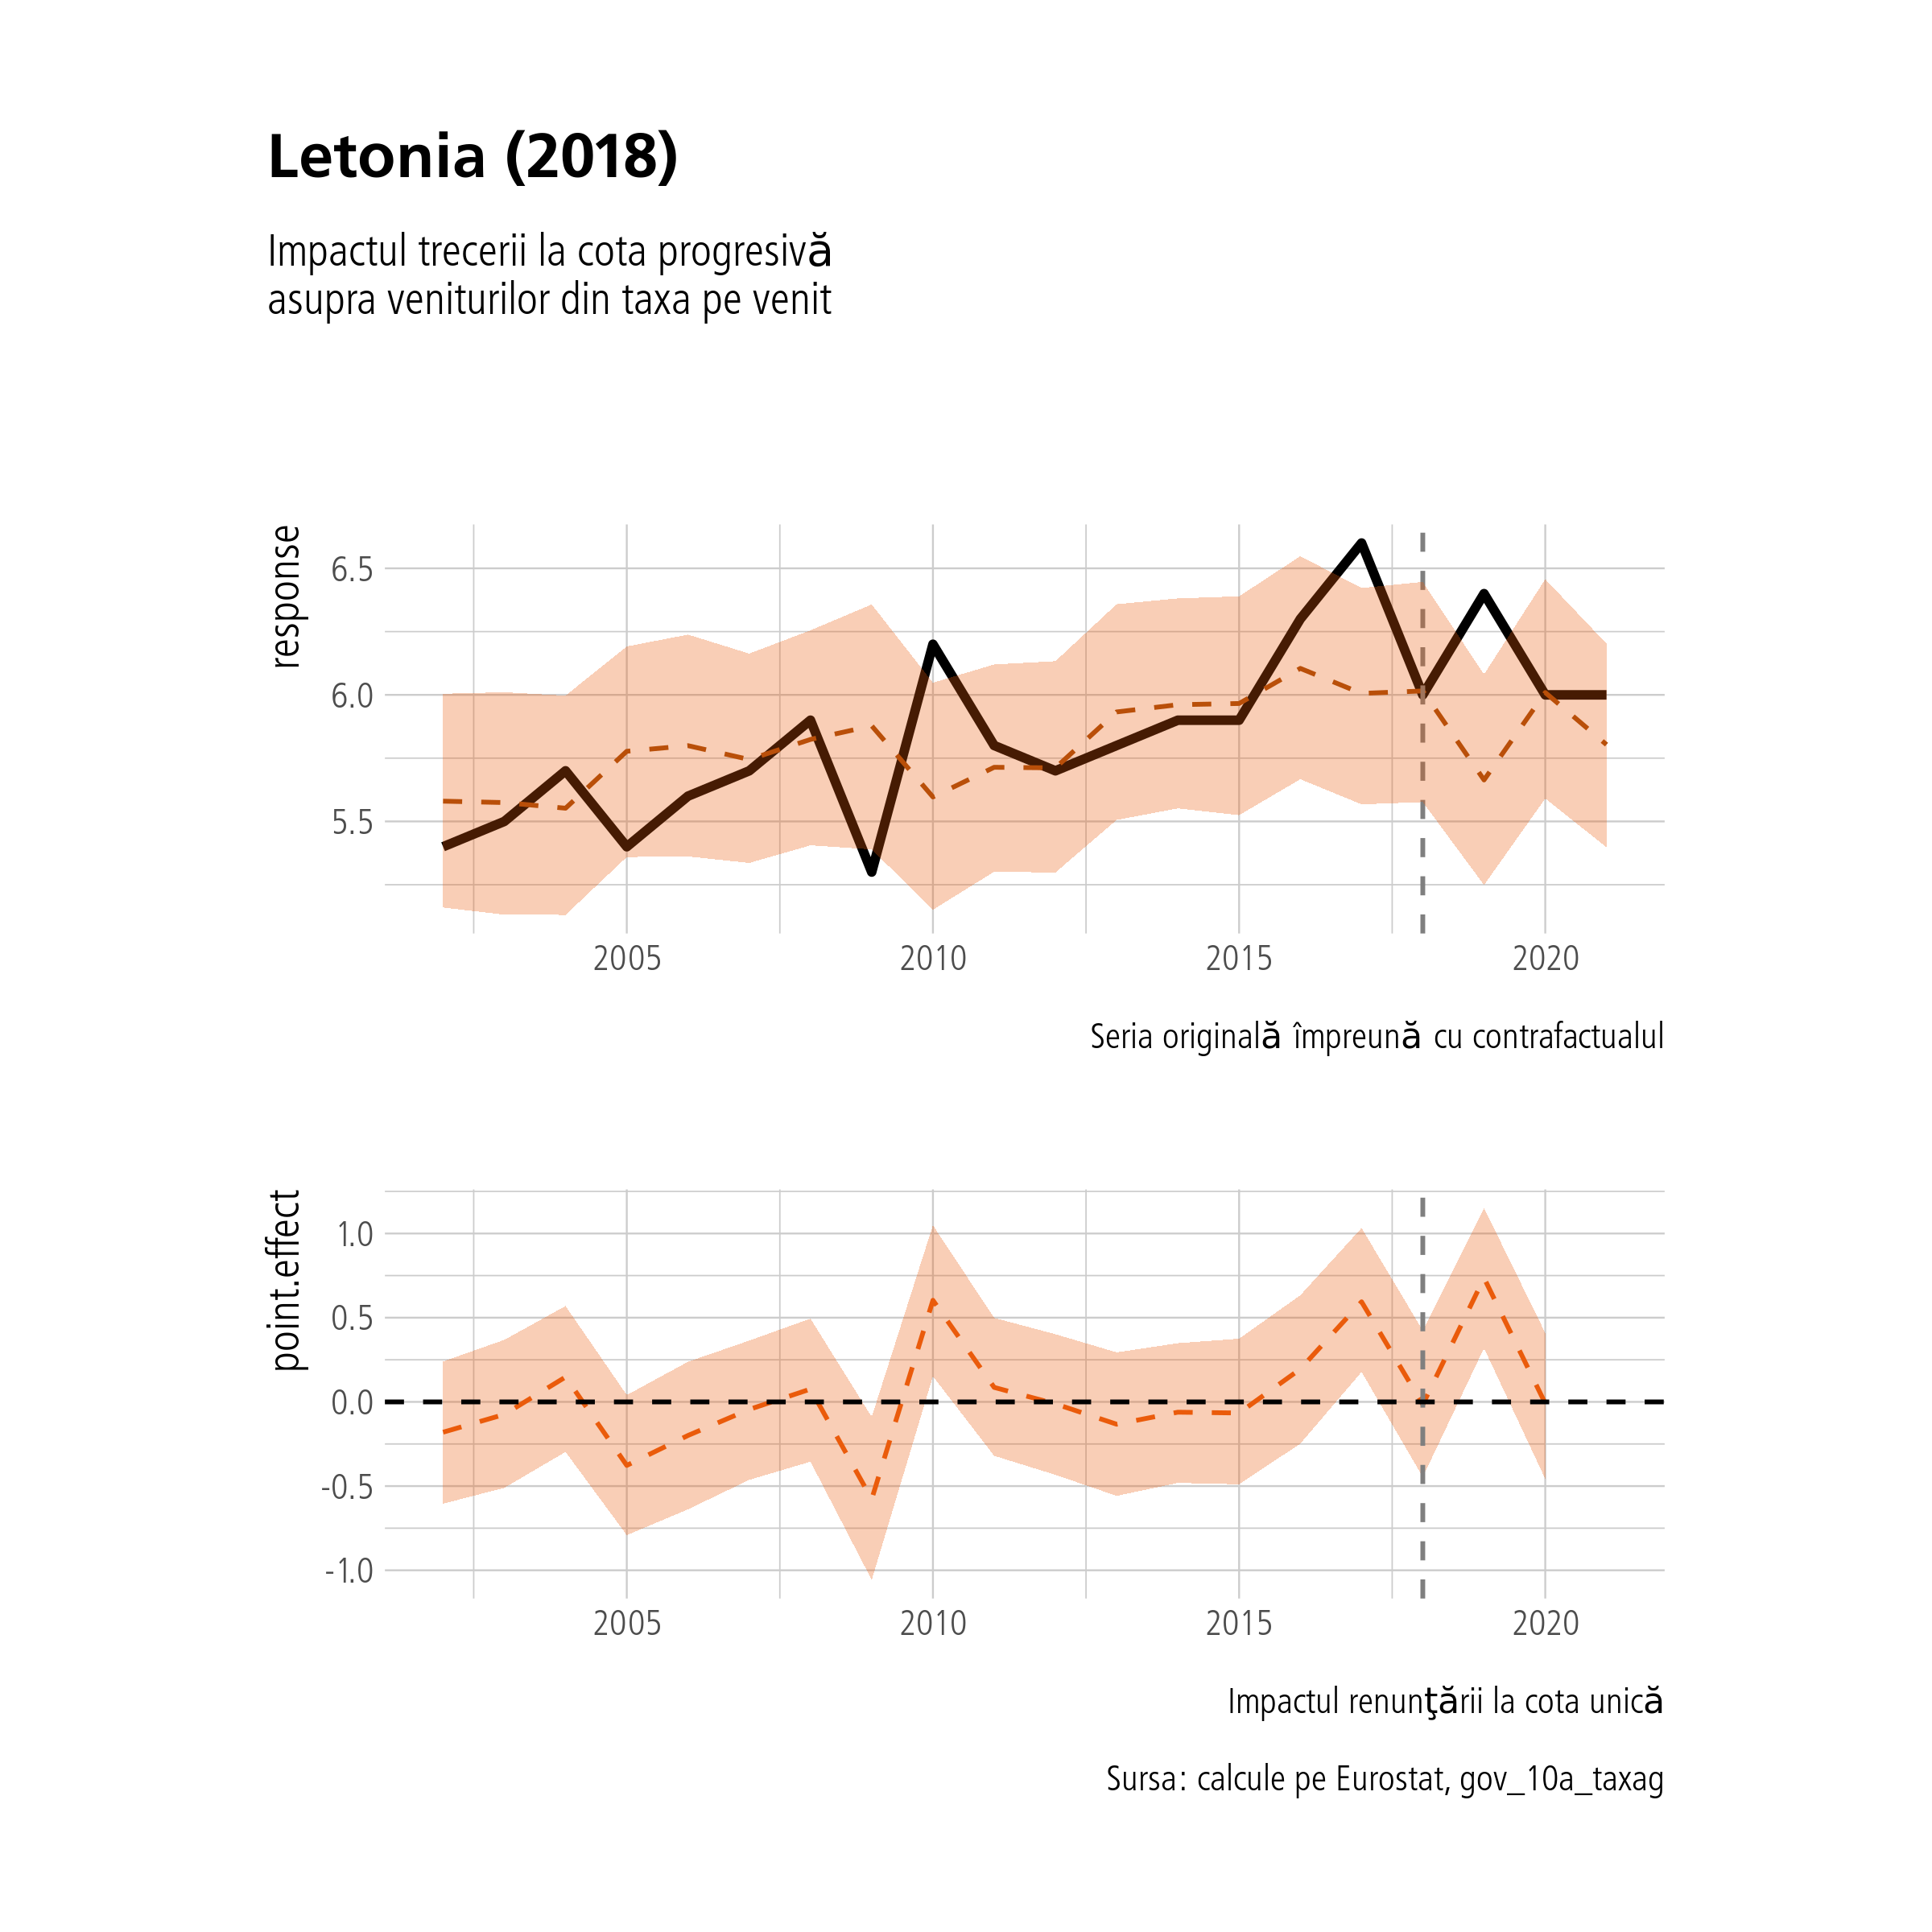 Letonia (2018)
Impactul trecerii la cota progresivă
asupra veniturilor din taxa pe venit
response
6.5
6.0
5.5
2005 2010 2015 2020
Seria originală împreună cu contrafactualul
point.effect
1.0
0.5
0.0
-0.5
-1.0
2005 2010 2015 2020
Impactul renunţării la cota unică
Sursa: calcule pe Eurostat, gov_10a_taxag